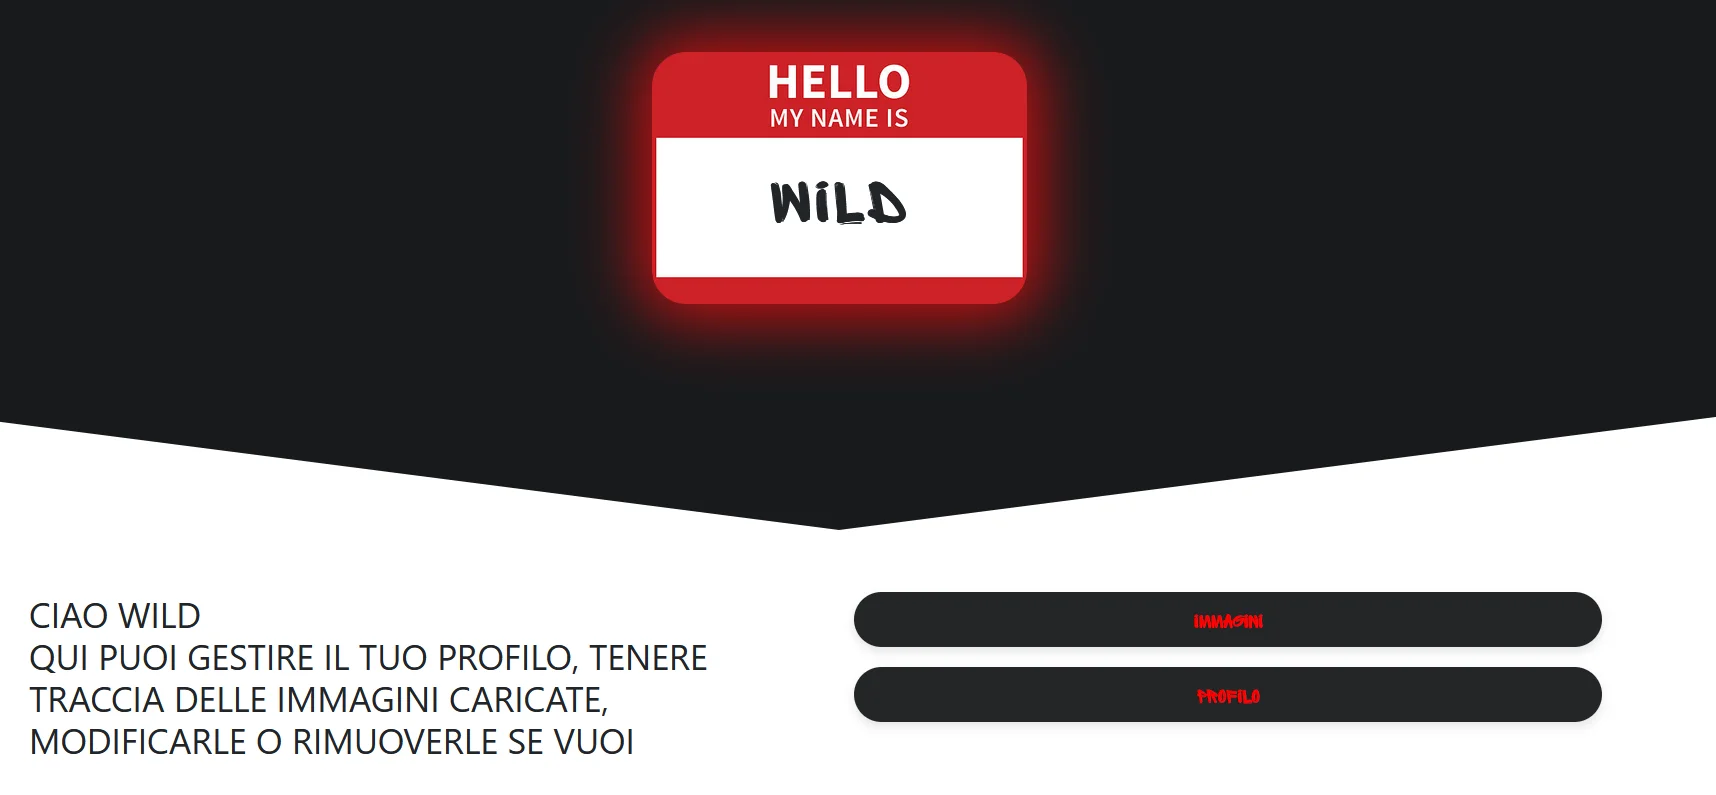 HELLO
MY NAME IS
WILD
CIAO WILD
QUI PUOI GESTIRE IL TUO PROFILO, TENERE
TRACCIA DELLE IMMAGINI CARICATE,
MODIFICARLE O RIMUOVERLE SE VUOI
IMMAGINI
PROFILO